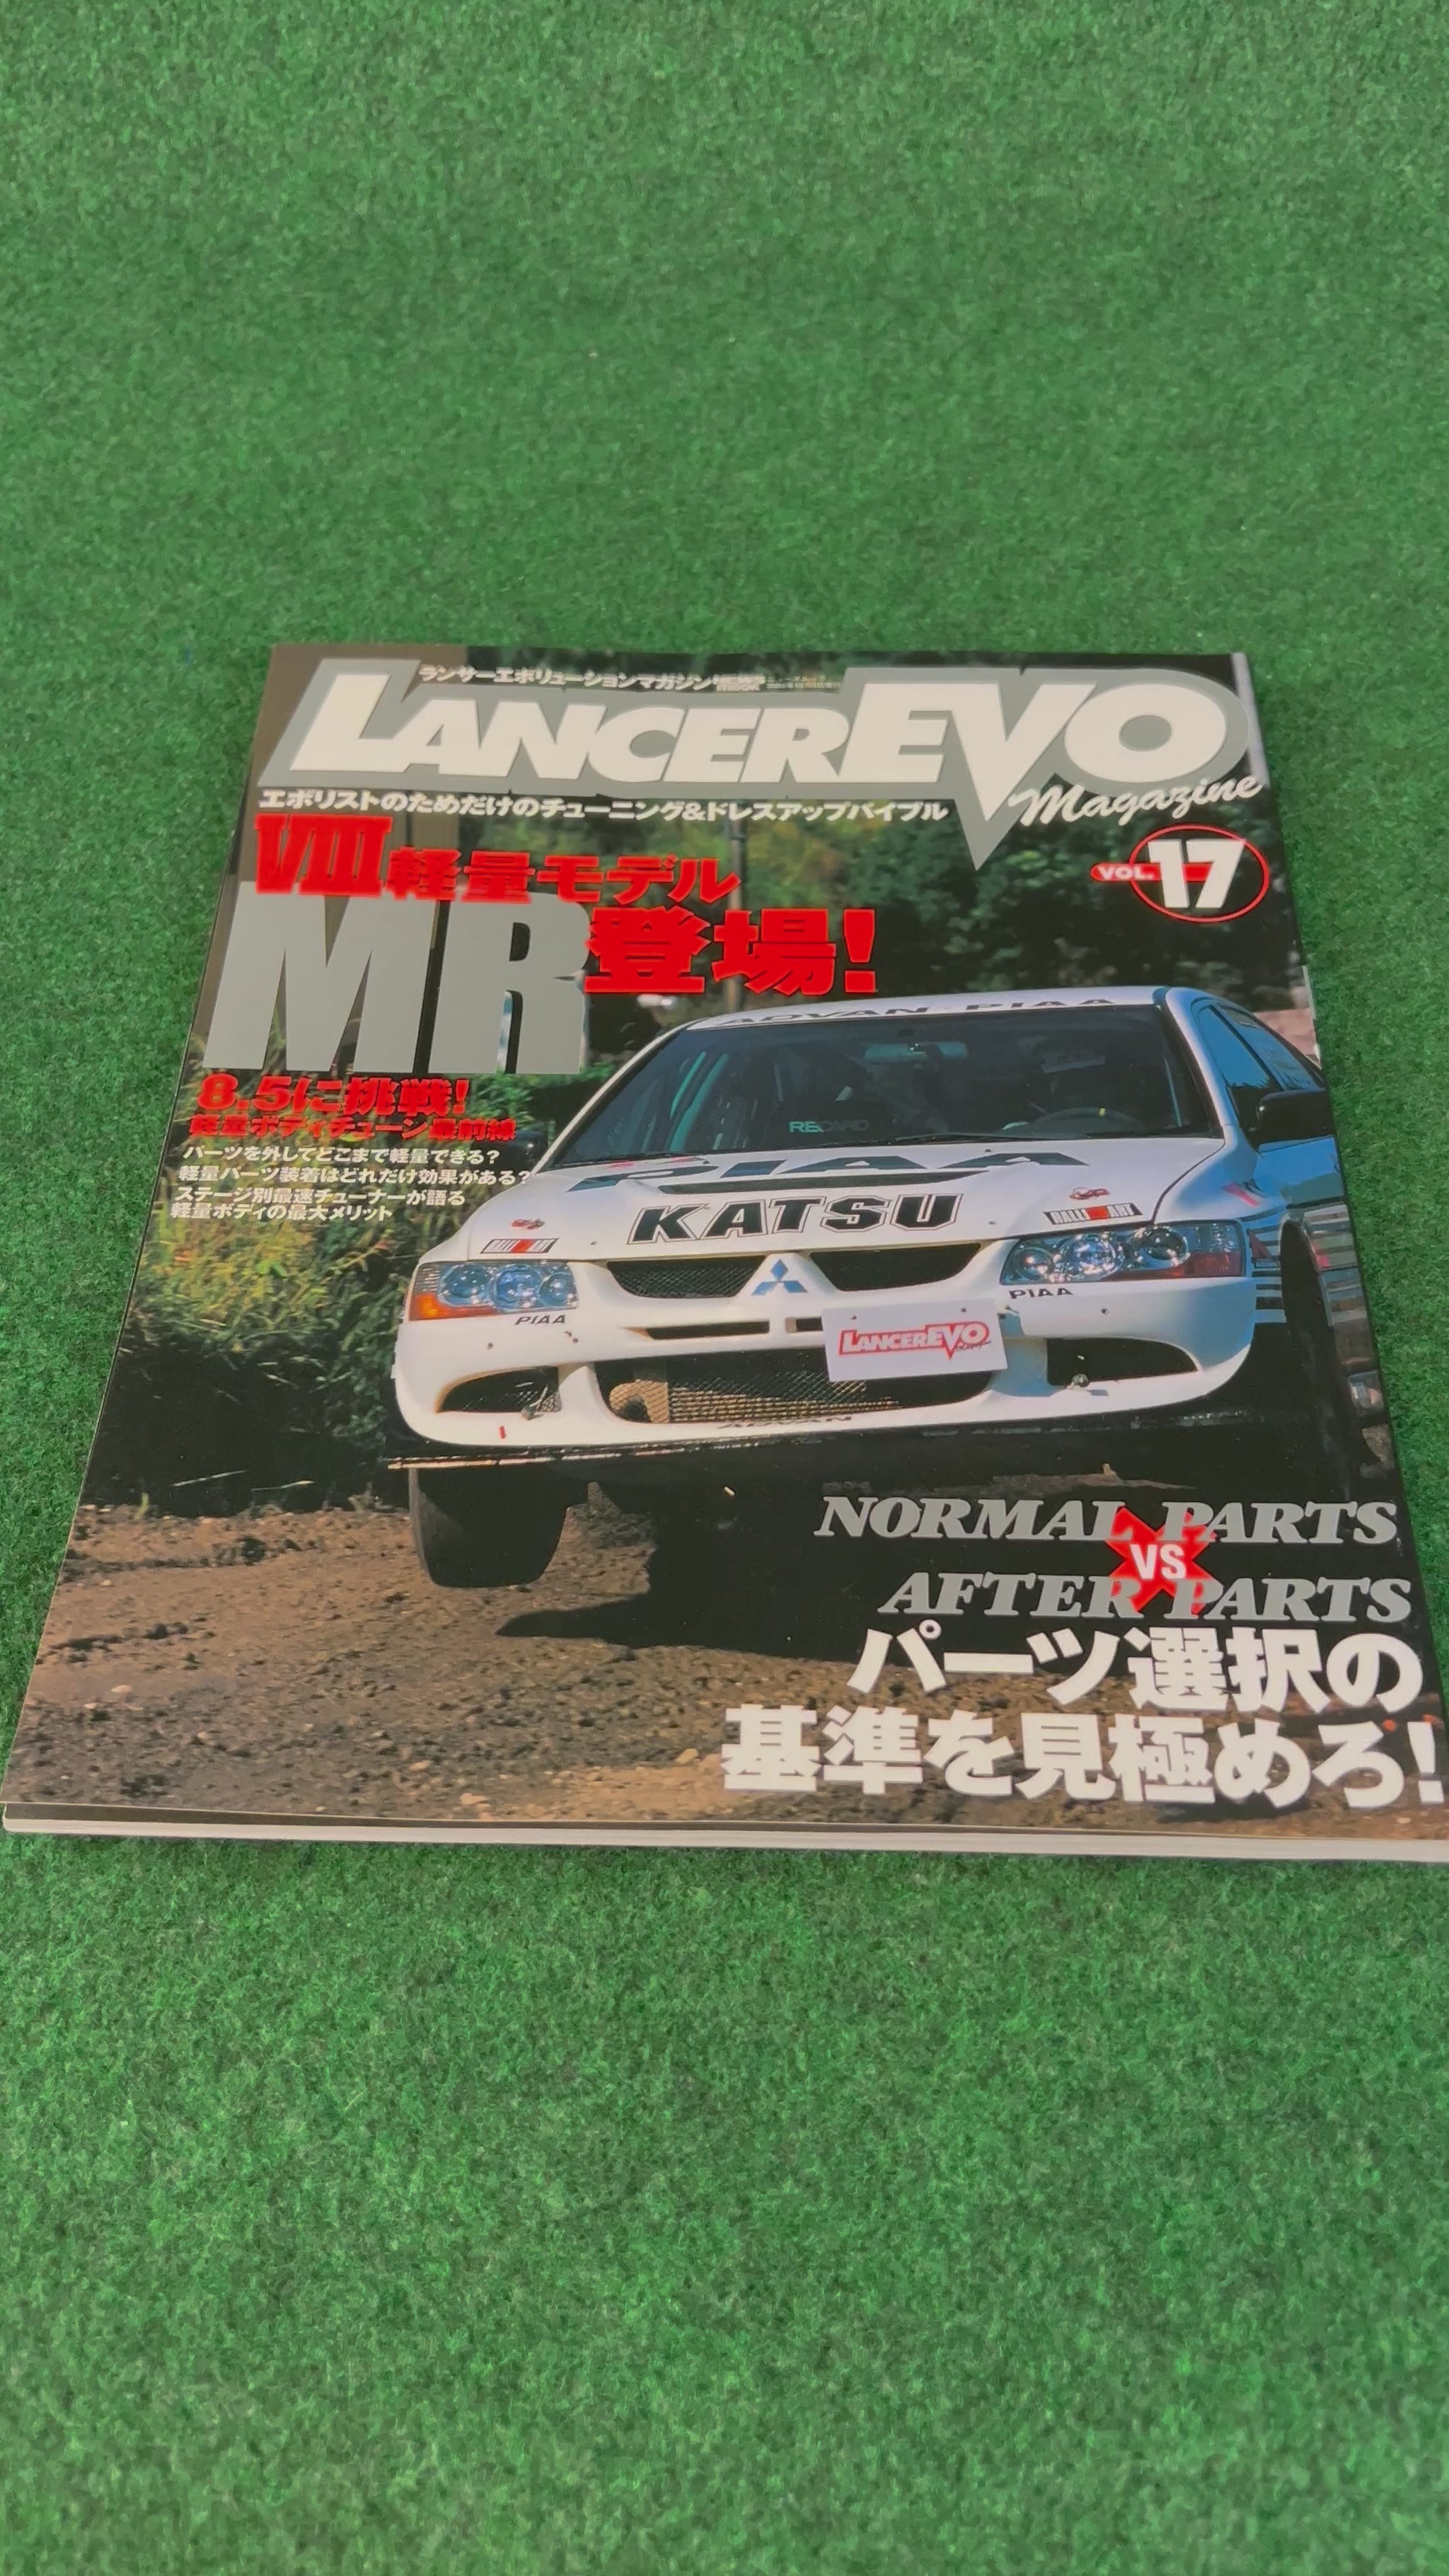 ランサーエボリューションマガジン NEWS mook
LANCEREVO
Magazine
エボリストのためだけのチューニング&ドレスアップバイブル
VOL.17
VIII軽量モデル
MR登場!
8.5に挑戦!
軽量ボディチューン最前線
パーツを外してどこまで軽量できる?
軽量パーツ装着はどれだけ効果がある?
ステージ別最速チューナーが語る
軽量ボディの最大メリット
ADVAN・PIAA
RECARO
PIAA
KATSU
RALLIART
RALLIART
PIAA
PIAA
LANCEREVO
ADVAN
NORMAL PARTS
VS
AFTER PARTS
パーツ選択の
基準を見極めろ!